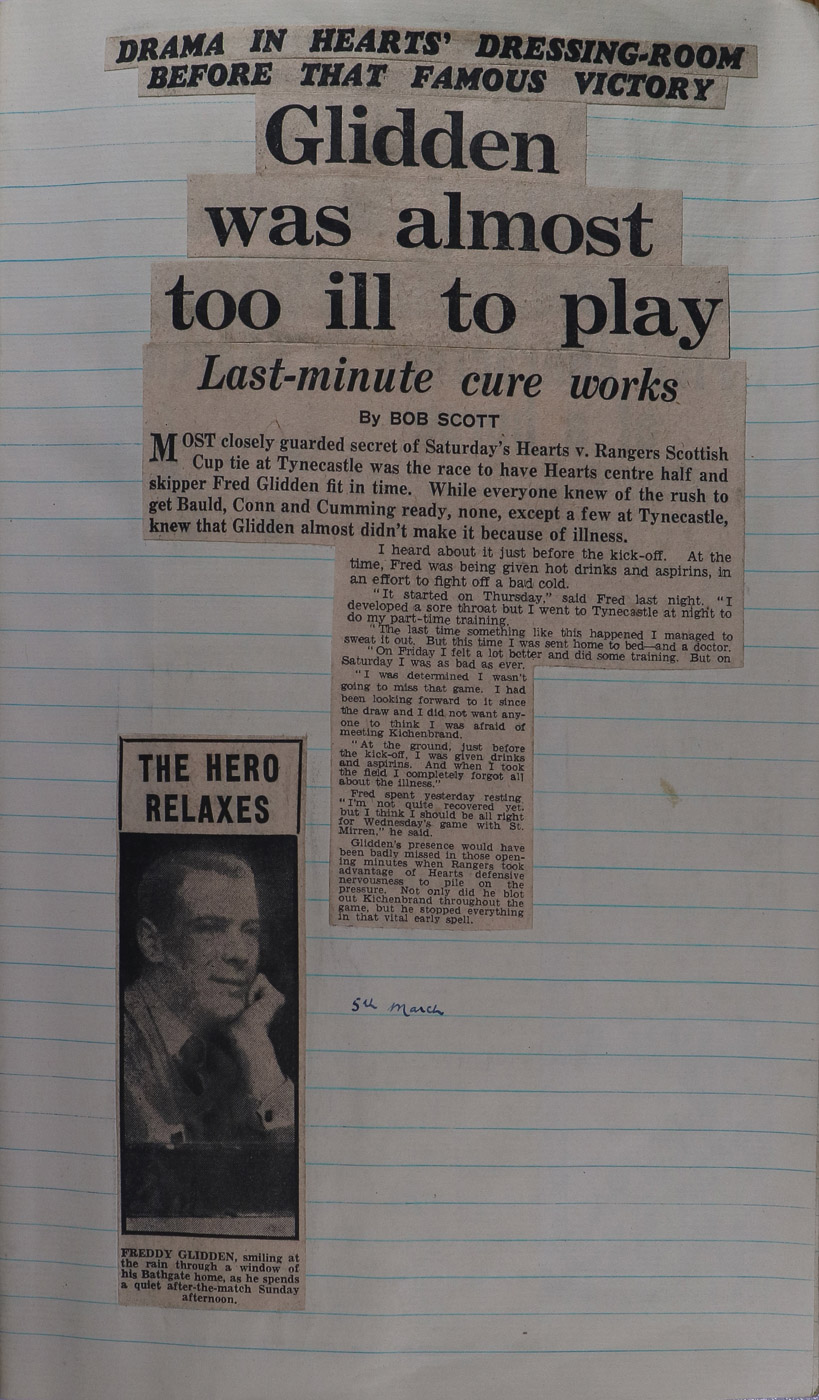 DRAMA IN HEARTS' DRESSING-ROOM
BEFORE THAT FAMOUS VICTORY
Glidden
was almost
too ill to play
Last-minute cure works
By BOB SCOTT
MOST closely guarded secret of Saturday's Hearts v. Rangers Scottish
Cup tie at Tynecastle was the race to have Hearts centre half and
skipper Fred Glidden fit in time. While everyone knew of the rush to
get Bauld, Conn and Cumming ready, none, except a few at Tynecastle,
knew that Glidden almost didn't make it because of illness.
I heard about it just before the kick-off. At the
time, Fred was being given hot drinks and aspirins, in
an effort to fight off a bad cold.
"It started on Thursday," said Fred last night. "I
developed a sore throat but I went to Tynecastle at night to
do my part-time training.
"The last time something like this happened I managed to
sweat it out. But this time I was sent home to bed—and a doctor.
"On Friday I felt a lot better and did some training. But on
Saturday I was as bad as ever.
"I was determined I wasn't
going to miss that game. I had
been looking forward to it since
the draw and I did not want any-
one to think I was afraid of
meeting Kichenbrand.
"At the ground, just before
the kick-off, I was given drinks
and aspirins. And when I took
the field I completely forgot all
about the illness."
Fred spent yesterday resting.
"I'm not quite recovered yet,
but I think I should be all right
for Wednesday's game with St.
Mirren," he said.
Glidden's presence would have
been badly missed in those open-
ing minutes when Rangers took
advantage of Hearts defensive
nervousness to pile on the
pressure. Not only did he blot
out Kichenbrand throughout the
game, but he stopped everything
in that vital early spell.
THE HERO
RELAXES
FREDDY GLIDDEN, smiling at
the rain through a window of
his Bathgate home, as he spends
a quiet after-the-match Sunday
afternoon.
5th March